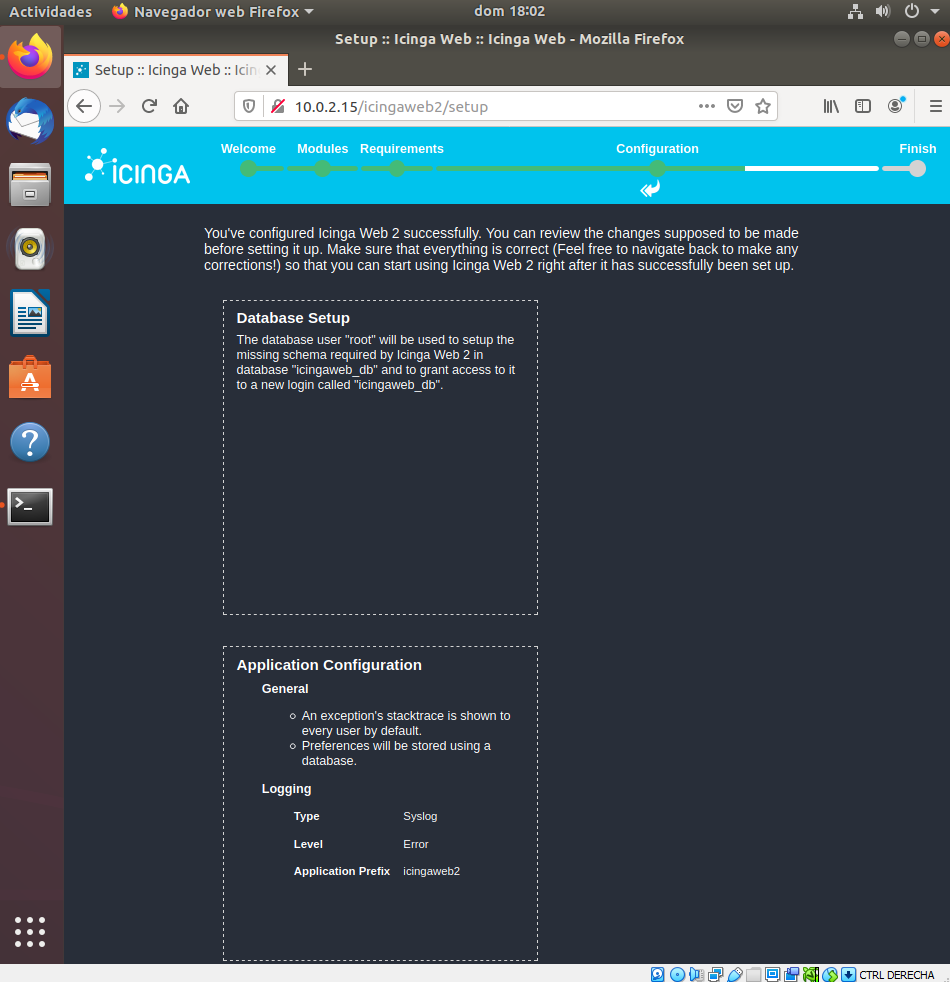 Actividades
Navegador web Firefox
dom 18:02
Setup :: Icinga Web :: Icinga Web - Mozilla Firefox
Setup :: Icinga Web :: Icin
10.0.2.15/icingaweb2/setup
ICINGA
Welcome
Modules
Requirements
Configuration
Finish
You've configured Icinga Web 2 successfully. You can review the changes supposed to be made
before setting it up. Make sure that everything is correct (Feel free to navigate back to make any
corrections!) so that you can start using Icinga Web 2 right after it has successfully been set up.
Database Setup
The database user "root" will be used to setup the
missing schema required by Icinga Web 2 in
database "icingaweb_db" and to grant access to it
to a new login called "icingaweb_db".
Application Configuration
General
An exception's stacktrace is shown to
every user by default.
Preferences will be stored using a
database.
Logging
Type Syslog
Level Error
Application Prefix icingaweb2
CTRL DERECHA